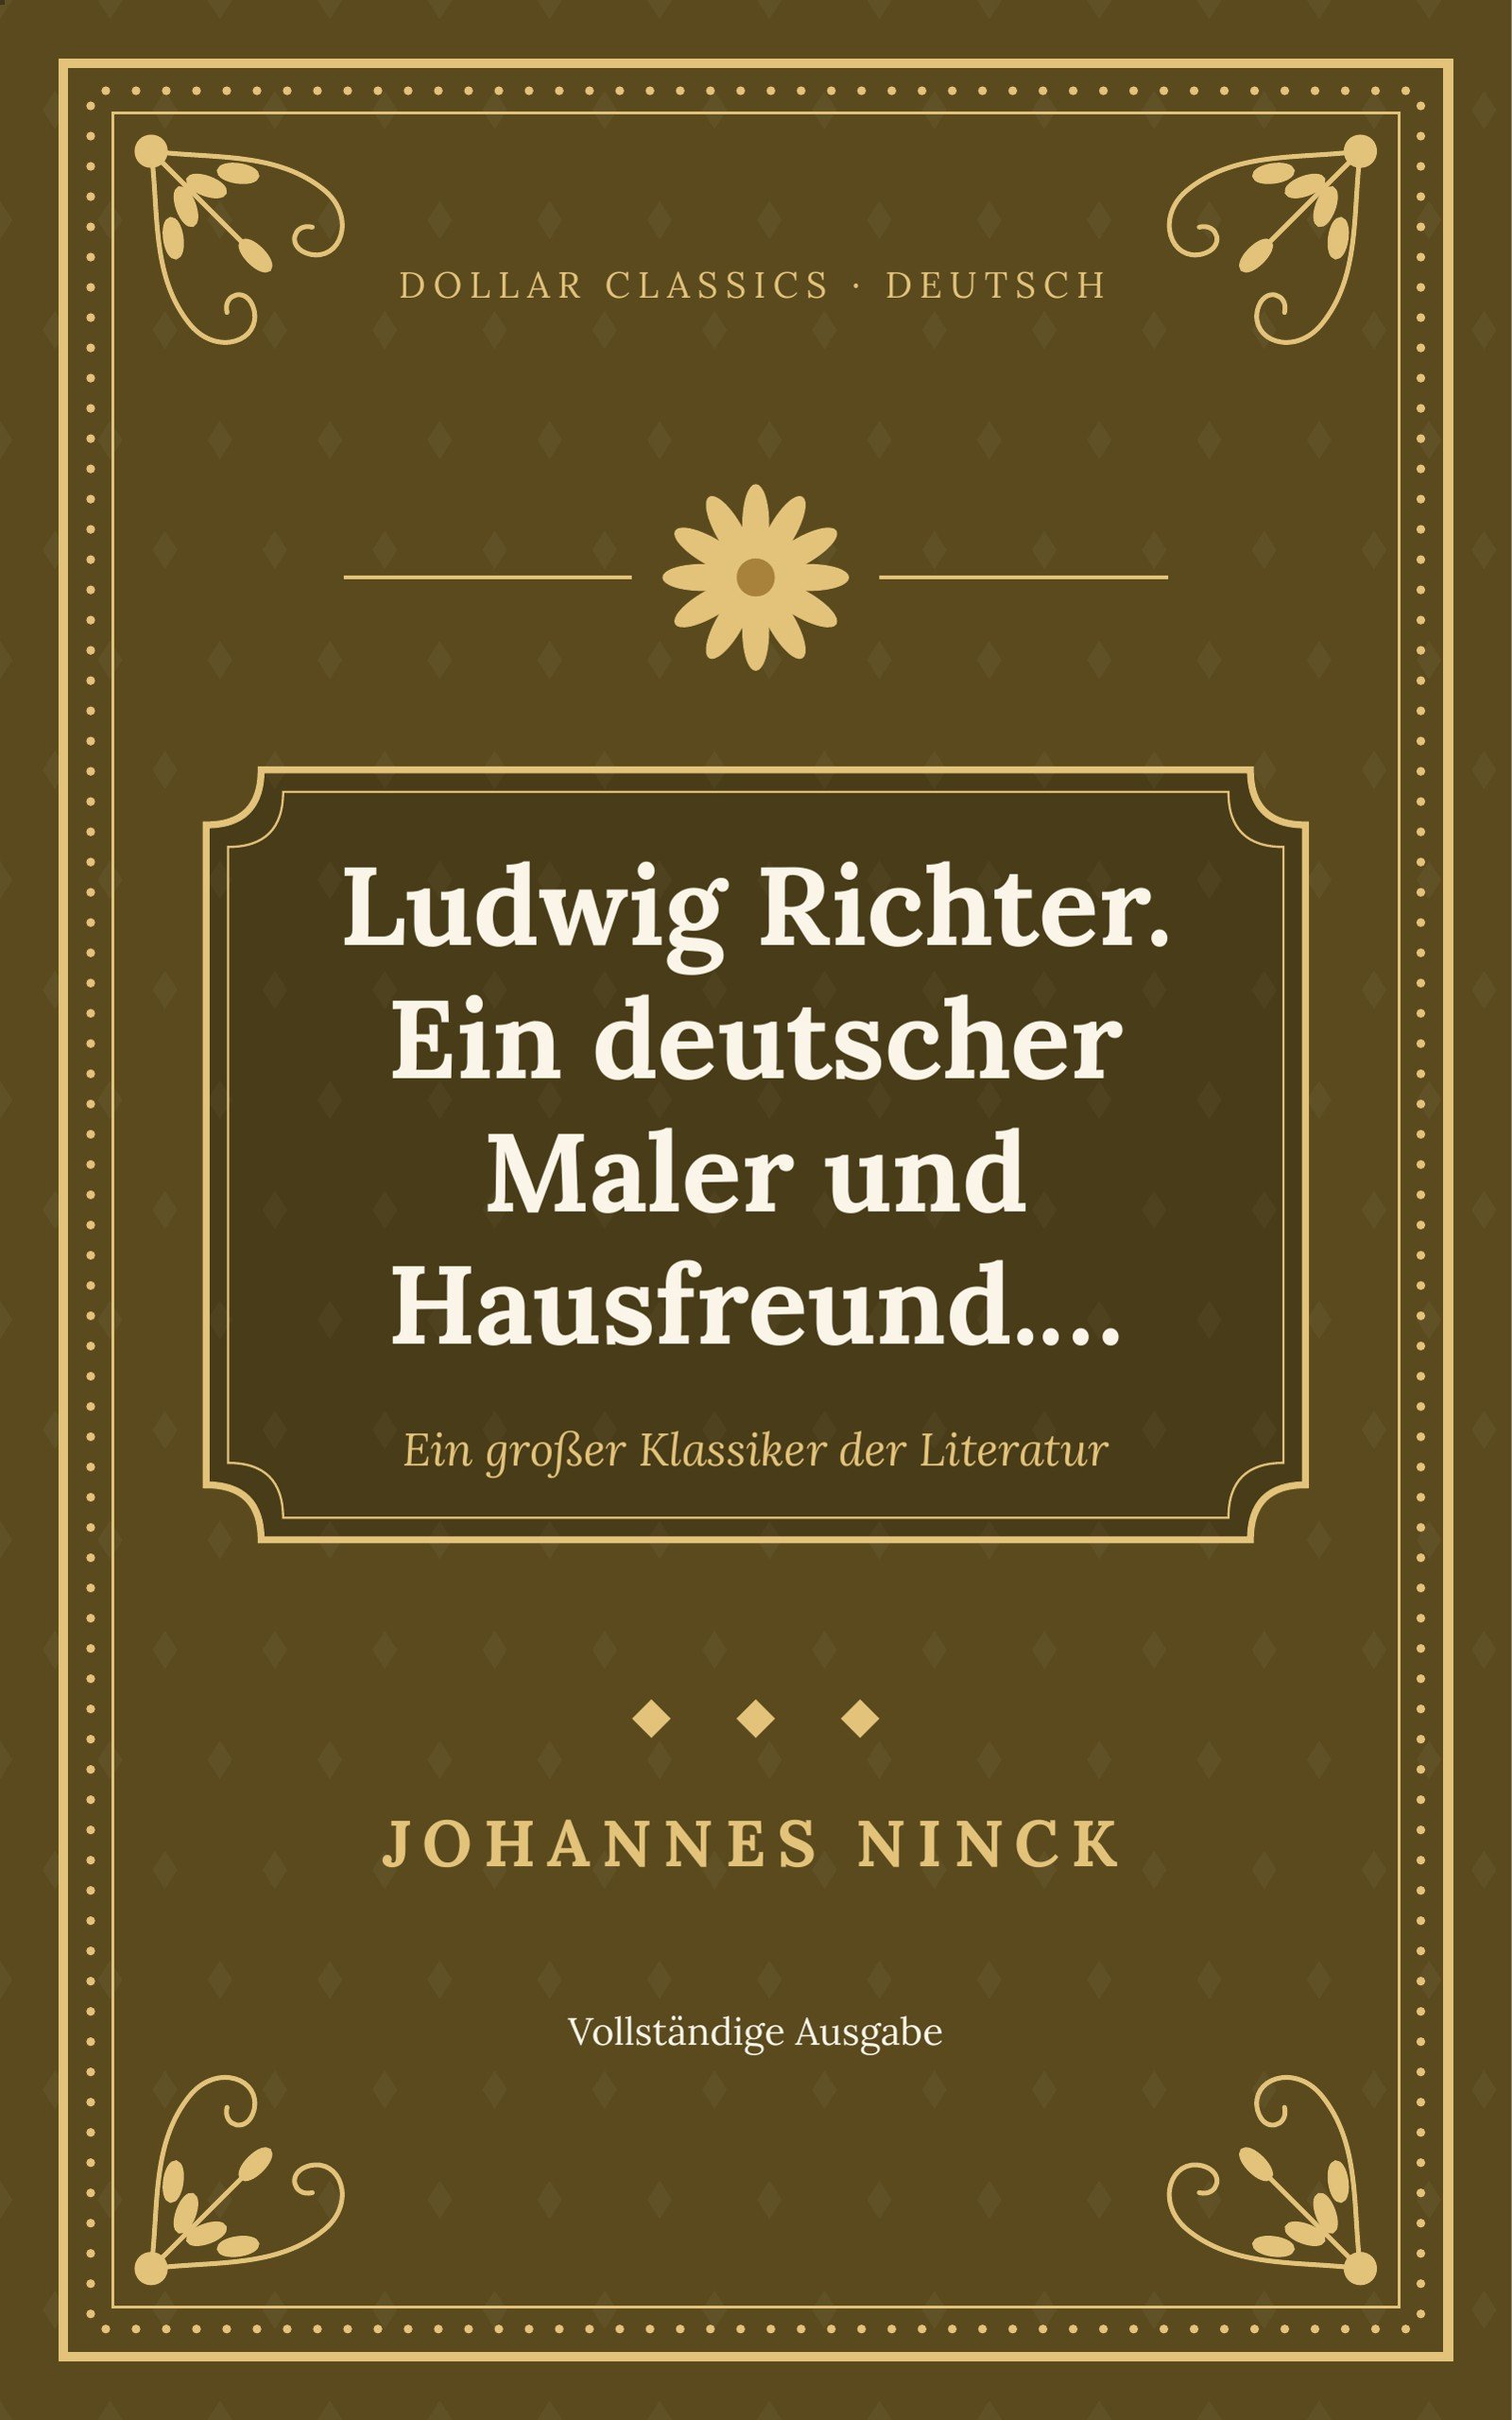 DOLLAR CLASSICS · DEUTSCH
Ludwig Richter.
Ein deutscher
Maler und
Hausfreund....
Ein großer Klassiker der Literatur
JOHANNES NINCK
Vollständige Ausgabe